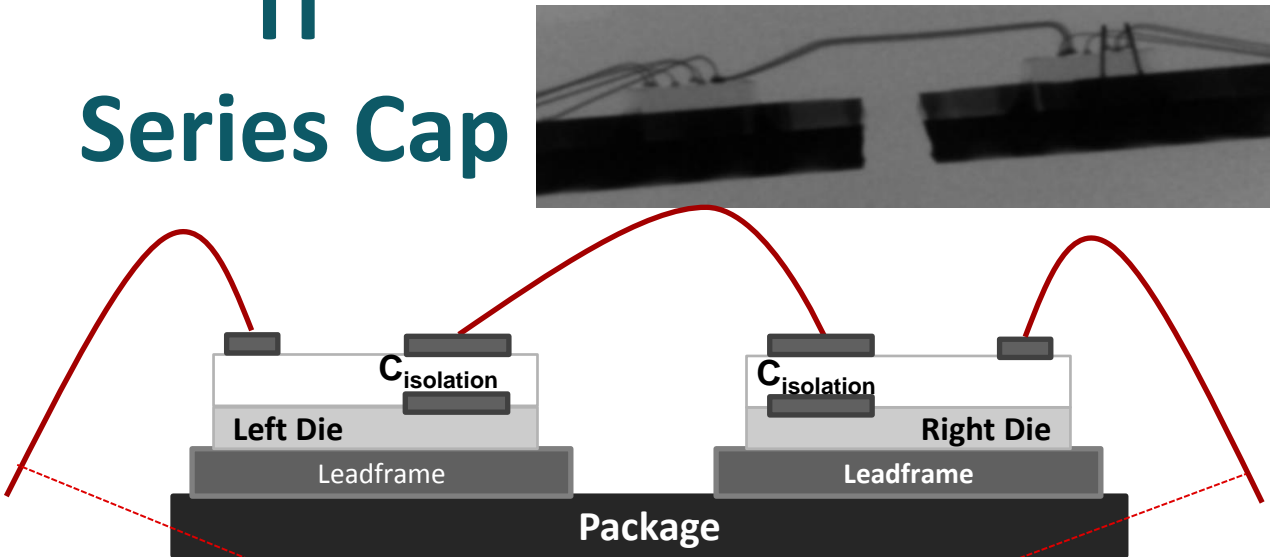 TI
Series Cap
Cisolation
Cisolation
Left Die
Right Die
Leadframe
Leadframe
Package